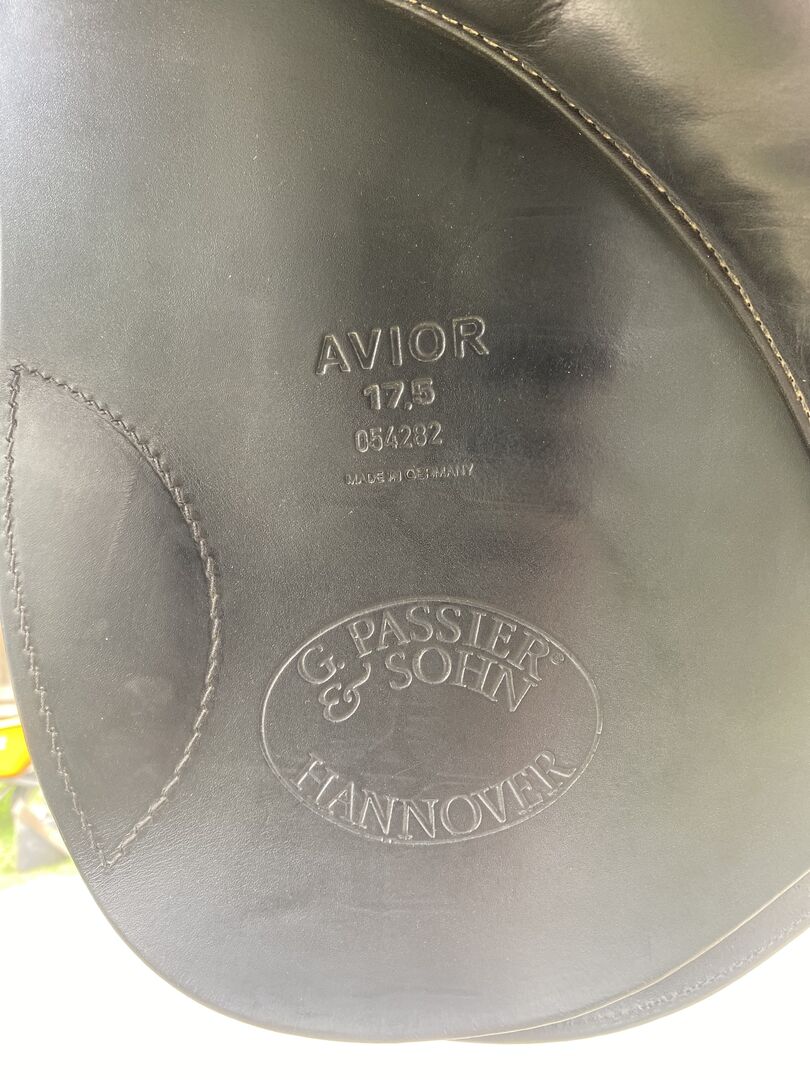 AVIOR
17,5
054282
MADE IN GERMANY
G. PASSIER®
& SOHN
HANNOVER